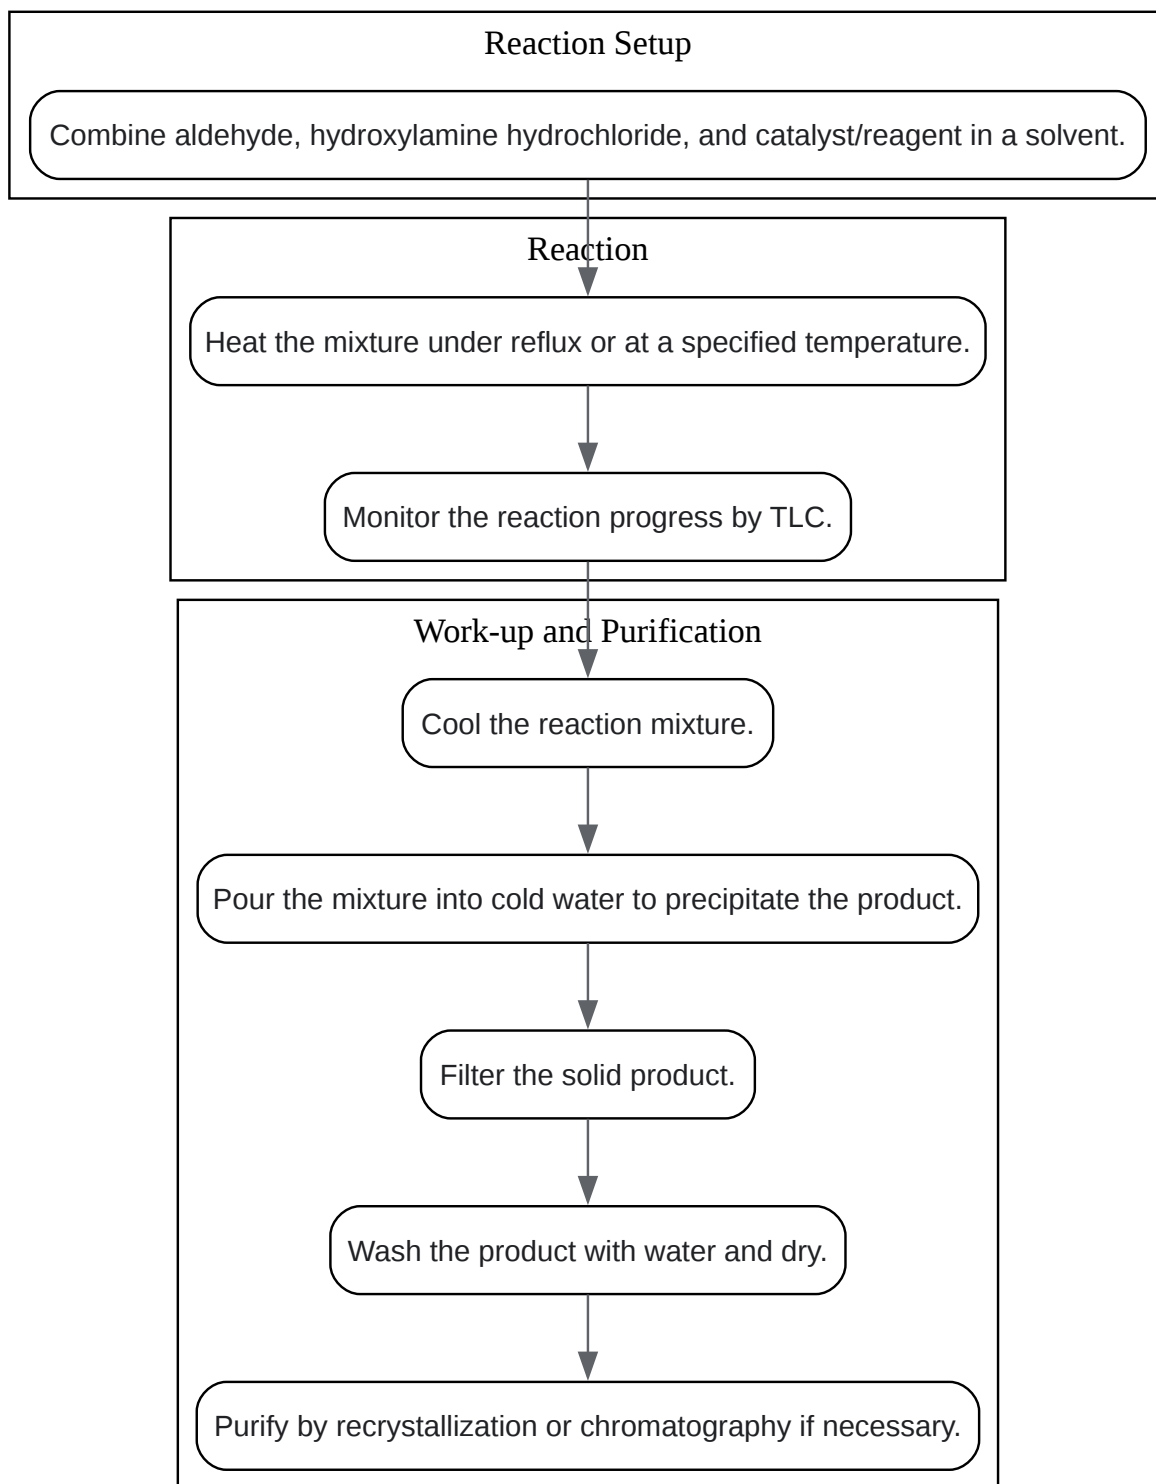 Reaction Setup
Combine aldehyde, hydroxylamine hydrochloride, and catalyst/reagent in a solvent.
Reaction
Heat the mixture under reflux or at a specified temperature.
Monitor the reaction progress by TLC.
Work-up and Purification
Cool the reaction mixture.
Pour the mixture into cold water to precipitate the product.
Filter the solid product.
Wash the product with water and dry.
Purify by recrystallization or chromatography if necessary.